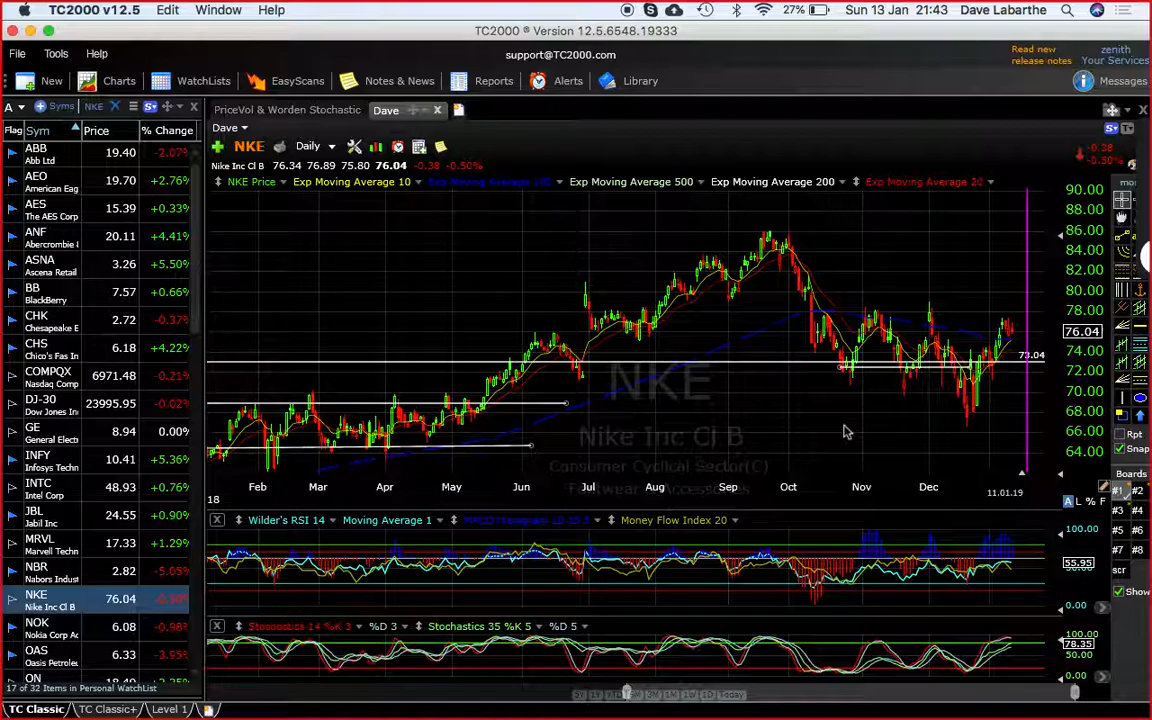 TC2000 v12.5 Edit Window Help 27% Sun 13 Jan 21:43 Dave Labarthe
TC2000 ® Version 12.5.6548.19333
File Tools Help support@TC2000.com Read new release notes zenith Your Services
New Charts WatchLists EasyScans Notes & News Reports Alerts Library Messages
A Syms NKE PriceVol & Worden Stochastic Dave
Flag Sym Price % Change
Dave
NKE Daily
Nike Inc Cl B 76.34 76.89 75.80 76.04 -0.38 -0.50%
-0.38
-0.50%
NKE Price Exp Moving Average 10 Exp Moving Average 500 Exp Moving Average 200 Exp Moving Average 20
ABB 19.40 -2.07%
Abb Ltd
AEO 19.70 +2.76%
American Eag
AES 15.39 +0.33%
The AES Corp
ANF 20.11 +4.41%
Abercrombie &
ASNA 3.26 +5.50%
Ascena Retail
BB 7.57 +0.66%
BlackBerry
CHK 2.72 -0.37%
Chesapeake E
CHS 6.18 +4.22%
Chico's Fas In
COMPQX 6971.48 -0.21%
Nasdaq Comp
DJ-30 23995.95 -0.02%
Dow Jones In
GE 8.94 0.00%
General Electr
INFY 10.41 +5.36%
Infosys Techn
INTC 48.93 +0.76%
Intel Corp
JBL 24.55 +0.90%
Jabil Inc
MRVL 17.33 +1.29%
Marvell Techn
NBR 2.82 -5.05%
Nabors Indust
NKE 76.04 -0.50%
Nike Inc Cl B
NOK 6.08 -0.98%
Nokia Corp Ac
OAS 6.33
Oasis Petrole
ON
17 of 32 Items in Personal WatchList
TC Classic TC Classic+ Level 1
90.00
88.00
86.00
84.00
82.00
80.00
78.00
76.04
74.00
73.04
72.00
70.00
68.00
66.00
64.00
NKE
Nike Inc Cl B
Consumer Cyclical Sector(C)
Footwear & Accessories
Feb Mar Apr May Jun Jul Aug Sep Oct Nov Dec 11.01.19
18
A L % F
Wilder's RSI 14 Moving Average 1 Money Flow Index 20
100.00
55.95
0.00
Stochastics 14 %K 3 %D 3 Stochastics 35 %K 5 %D 5
100.00
78.35
50.00
0.00
Today
Rpt
Snap
Boards
#1 #2
#3 #4
#5 #6
#7 #8
scr
Show